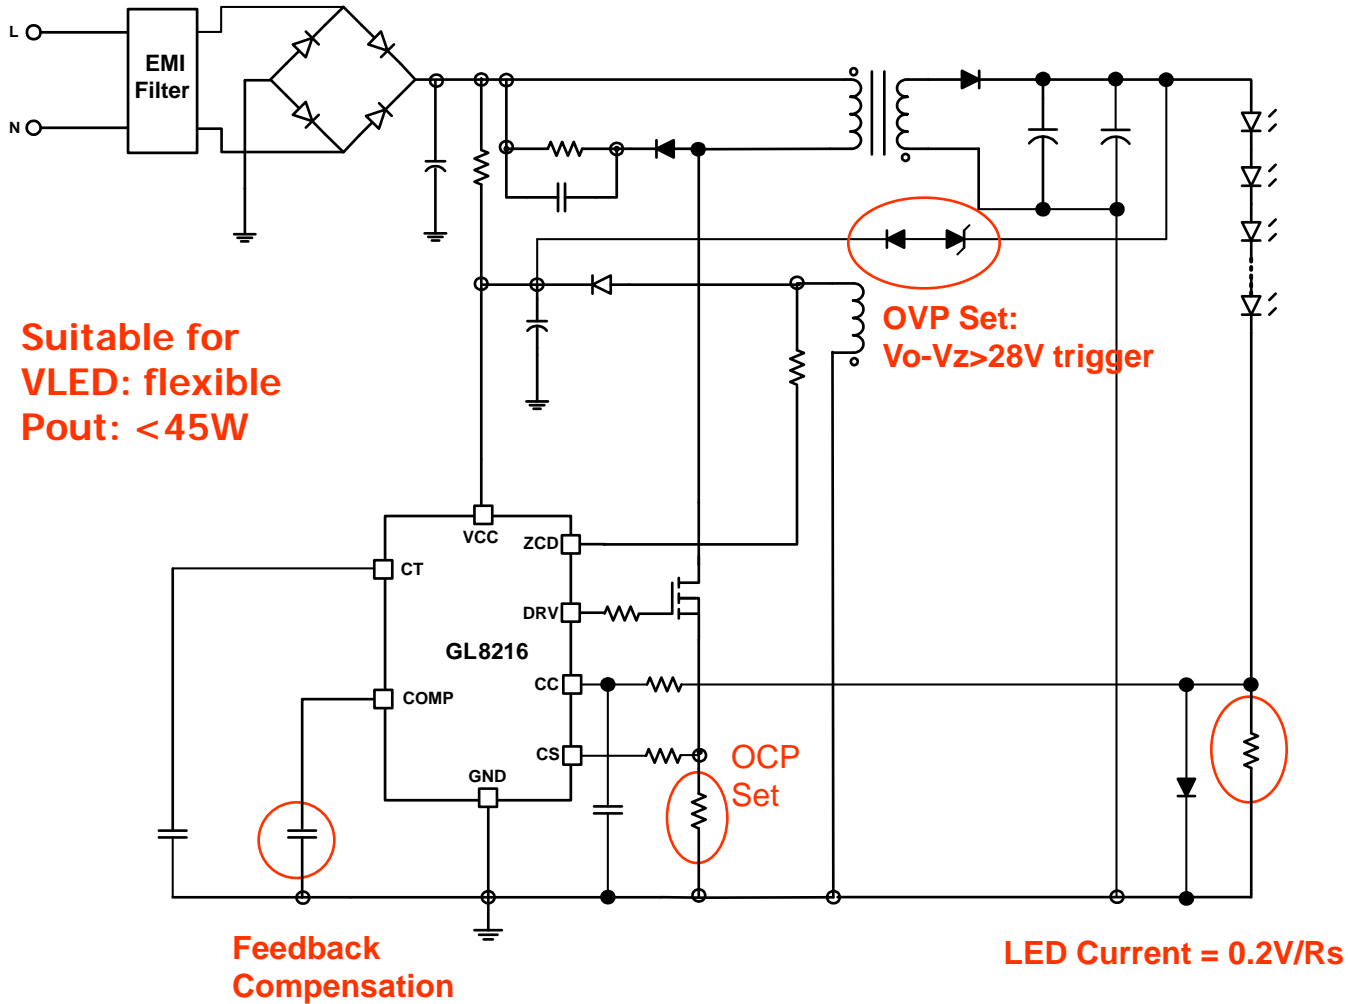 L
EMI
Filter
N
OVP Set:
Vo-Vz>28V trigger
Suitable for
VLED: flexible
Pout: <45W
VCC
ZCD
CT
DRV
GL8216
CC
COMP
CS
GND
OCP
Set
Feedback
Compensation
LED Current = 0.2V/Rs